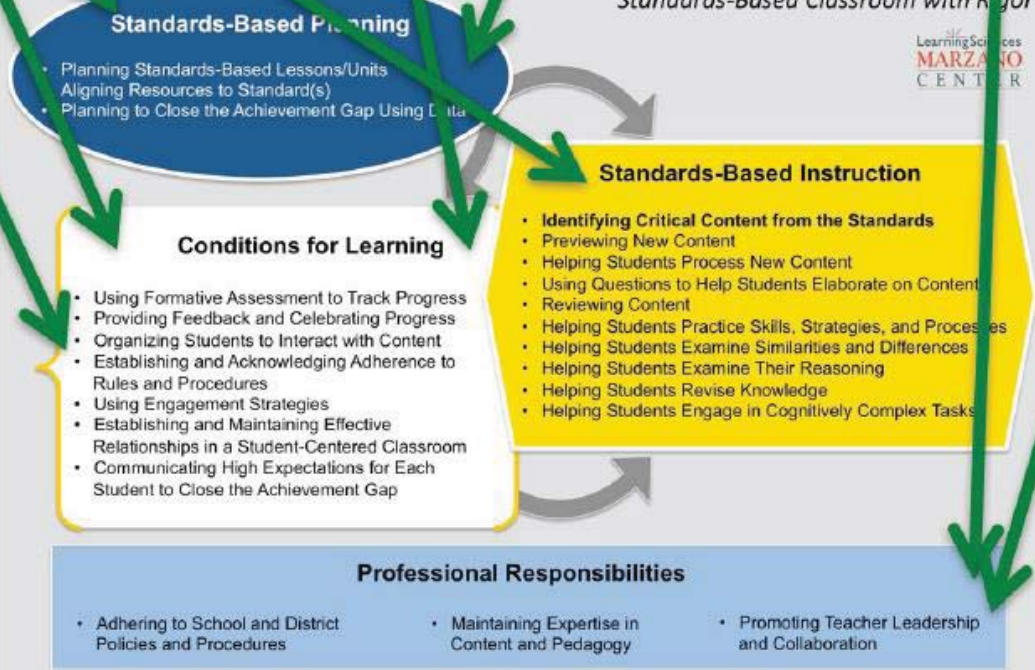 Standards-Based Classroom with Rigor
LearningSciences
MARZANO
CENTER
Standards-Based Planning
• Planning Standards-Based Lessons/Units
Aligning Resources to Standard(s)
• Planning to Close the Achievement Gap Using Data
Standards-Based Instruction
• Identifying Critical Content from the Standards
• Previewing New Content
• Helping Students Process New Content
• Using Questions to Help Students Elaborate on Content
• Reviewing Content
• Helping Students Practice Skills, Strategies, and Processes
• Helping Students Examine Similarities and Differences
• Helping Students Examine Their Reasoning
• Helping Students Revise Knowledge
• Helping Students Engage in Cognitively Complex Tasks
Conditions for Learning
• Using Formative Assessment to Track Progress
• Providing Feedback and Celebrating Progress
• Organizing Students to Interact with Content
• Establishing and Acknowledging Adherence to
Rules and Procedures
• Using Engagement Strategies
• Establishing and Maintaining Effective
Relationships in a Student-Centered Classroom
• Communicating High Expectations for Each
Student to Close the Achievement Gap
Professional Responsibilities
• Adhering to School and District
Policies and Procedures
• Maintaining Expertise in
Content and Pedagogy
• Promoting Teacher Leadership
and Collaboration